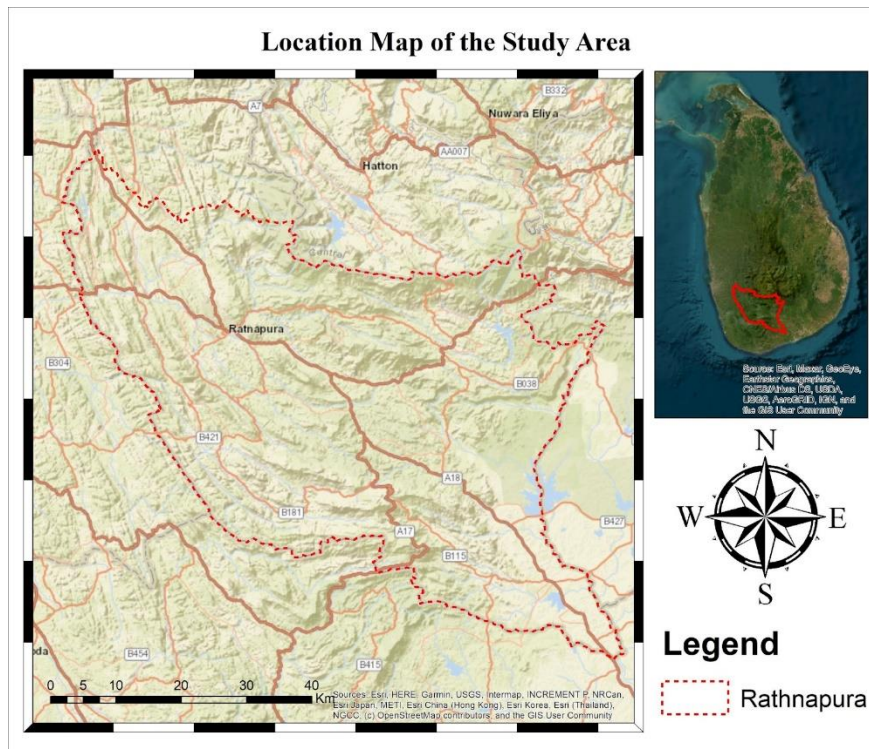 Location Map of the Study Area
B332
A7
Nuwara Eliya
AA007
Hatton
Central
Ratnapura
B304
B038
B421
A18
B181
A17
B427
B115
B454
B415
0 5 10 20 30 40
Km
Sources: Esri, HERE, Garmin, USGS, Intermap, INCREMENT P, NRCan,
Esri Japan, METI, Esri China (Hong Kong), Esri Korea, Esri (Thailand),
NGCC, (c) OpenStreetMap contributors, and the GIS User Community
Source: Esri, Maxar, GeoEye,
Earthstar Geographics,
CNES/Airbus DS, USDA,
USGS, AeroGRID, IGN, and
the GIS User Community
N
W E
S
Legend
Rathnapura